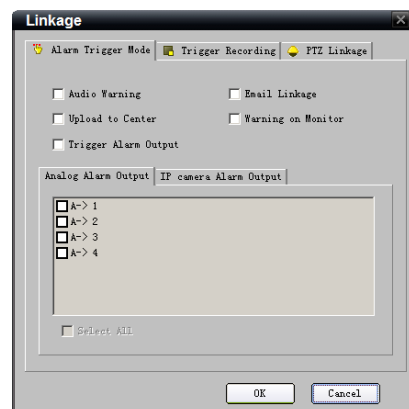 Linkage
Alarm Trigger Mode Trigger Recording PTZ Linkage
Audio Warning Email Linkage
Upload to Center Warning on Monitor
Trigger Alarm Output
Analog Alarm Output IP camera Alarm Output
A-> 1
A-> 2
A-> 3
A-> 4
Select All
OK Cancel